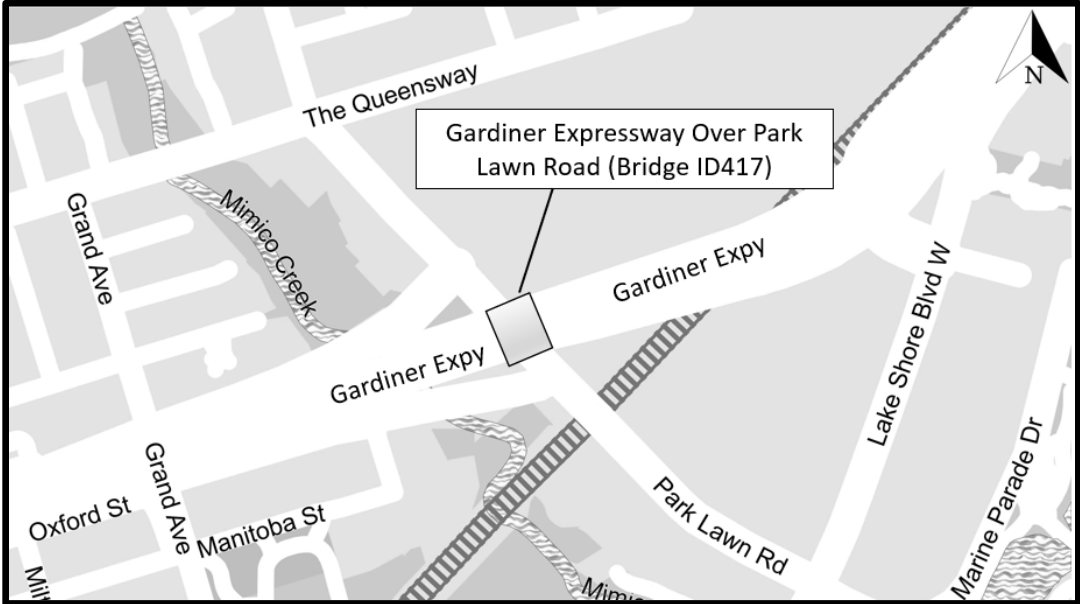 N
The Queensway
Gardiner Expressway Over Park
Lawn Road (Bridge ID417)
Grand Ave
Mimico Creek
Gardiner Expy
Lake Shore Blvd W
Gardiner Expy
Grand Ave
Oxford St
Manitoba St
Park Lawn Rd
Marine Parade Dr